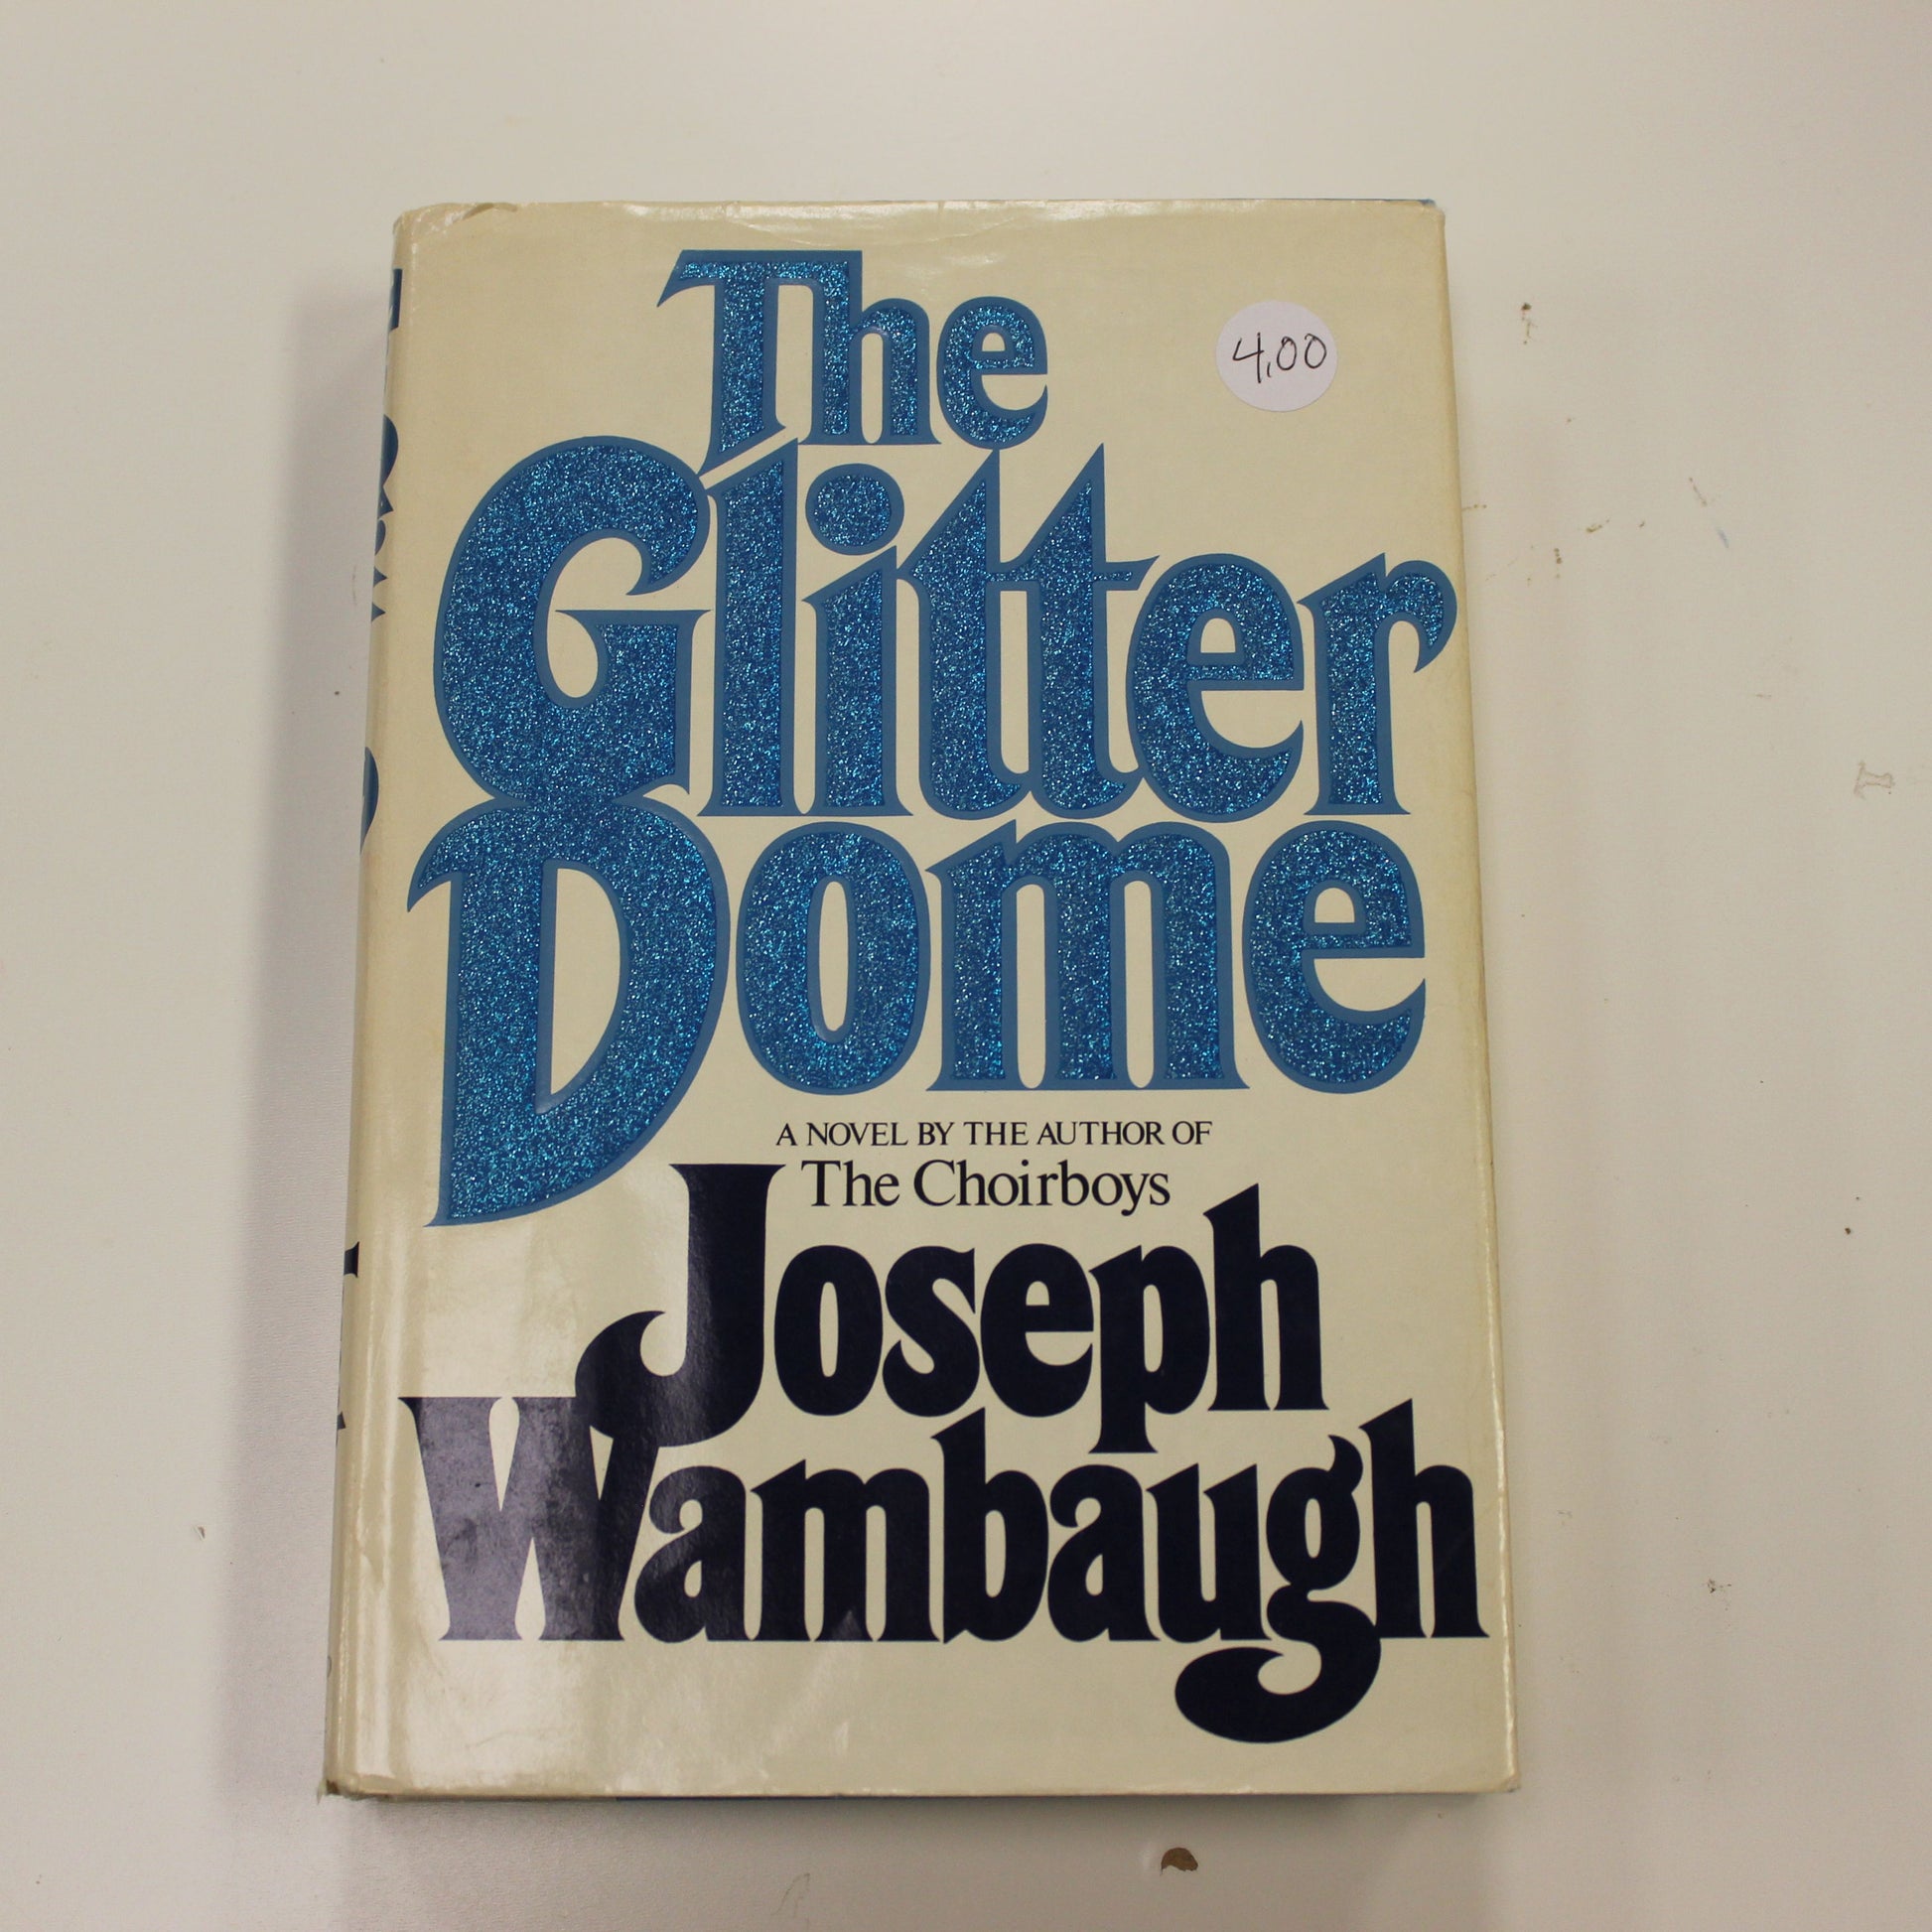 The
4.00
Glitter
Dome
A NOVEL BY THE AUTHOR OF
The Choirboys
Joseph
Wambaugh